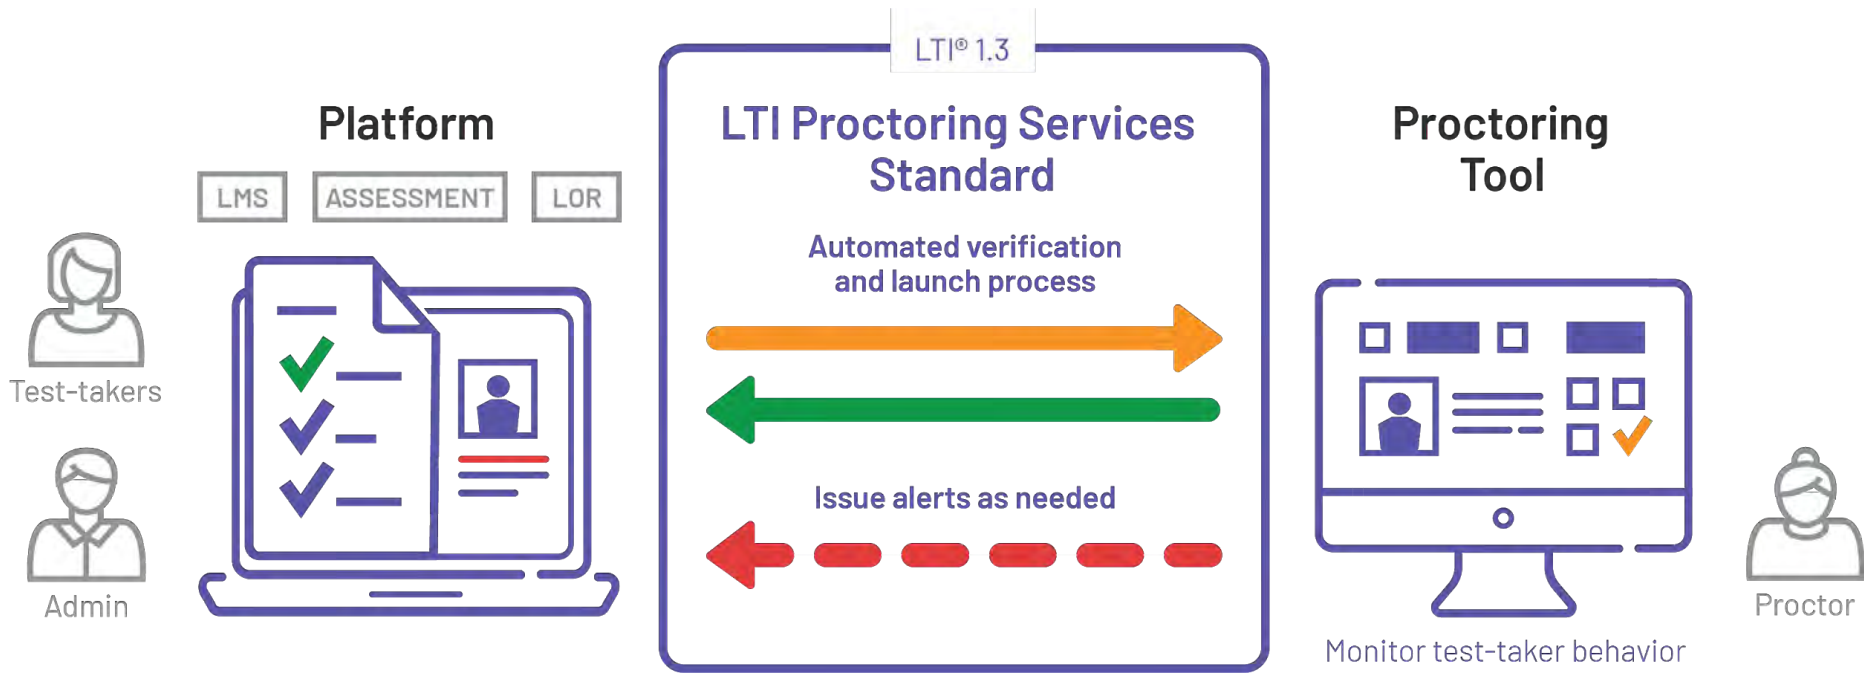 LTI® 1.3
Platform
LMS
ASSESSMENT
LOR
Test-takers
Admin
LTI Proctoring Services
Standard
Automated verification
and launch process
Issue alerts as needed
Proctoring
Tool
Monitor test-taker behavior
Proctor